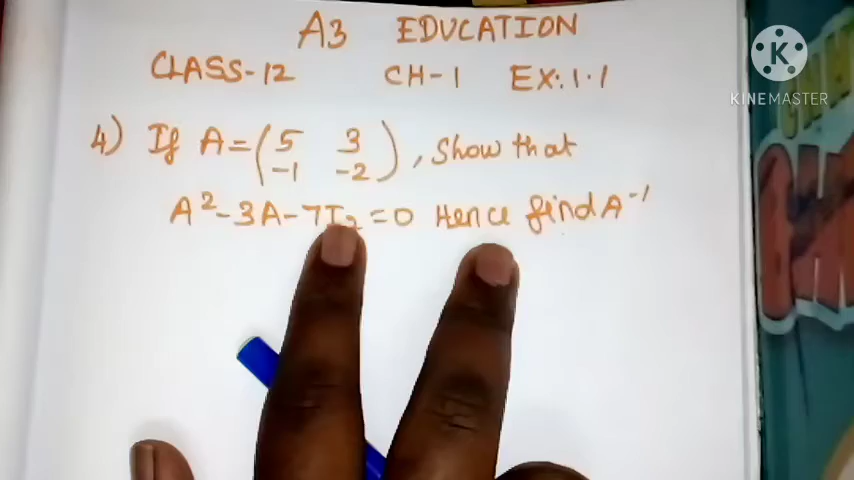 A3 EDUCATION
CLASS-12 CH-1 EX:1.1
4) If A=(5 3
-1 -2), Show that
A²-3A-7I₂=0 Hence find A⁻¹
K
KINEMASTER